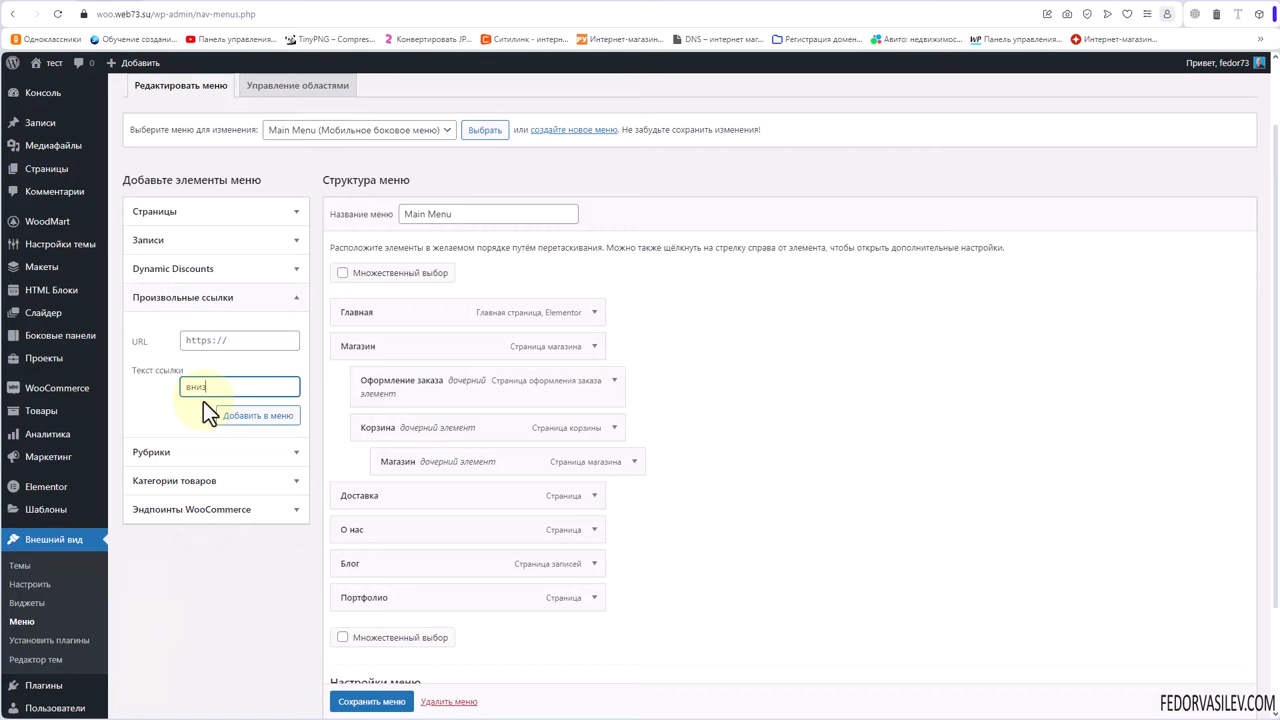 woo.web73.su/wp-admin/nav-menus.php
Одноклассники
Обучение создани...
Панель управления...
TinyPNG – Compres...
Конвертировать JP...
Ситилинк - интерн...
Интернет-магазин...
DNS – интернет маг...
Регистрация домен...
Авито: недвижимос...
Панель управления...
Интернет-магазин...
тест
0
Добавить
Привет, fedor73
Консоль
Записи
Медиафайлы
Страницы
Комментарии
WoodMart
Настройки темы
Макеты
HTML Блоки
Слайдер
Боковые панели
Проекты
WooCommerce
Товары
Аналитика
Маркетинг
Elementor
Шаблоны
Внешний вид
Темы
Настроить
Виджеты
Меню
Установить плагины
Редактор тем
Плагины
Пользователи
Редактировать меню
Управление областями
Выберите меню для изменения:
Main Menu (Мобильное боковое меню)
Выбрать
или создайте новое меню. Не забудьте сохранить изменения!
Добавьте элементы меню
Страницы
Записи
Dynamic Discounts
Произвольные ссылки
URL
https://
Текст ссылки
вниз
Добавить в меню
Рубрики
Категории товаров
Эндпоинты WooCommerce
Структура меню
Название меню
Main Menu
Расположите элементы в желаемом порядке путём перетаскивания. Можно также щёлкнуть на стрелку справа от элемента, чтобы открыть дополнительные настройки.
Множественный выбор
Главная
Главная страница, Elementor
Магазин
Страница магазина
Оформление заказа дочерний элемент
Страница оформления заказа
Корзина дочерний элемент
Страница корзины
Магазин дочерний элемент
Страница магазина
Доставка
Страница
О нас
Страница
Блог
Страница записей
Портфолио
Страница
Множественный выбор
Настройки меню
Сохранить меню
Удалить меню
FEDORVASILEV.COM